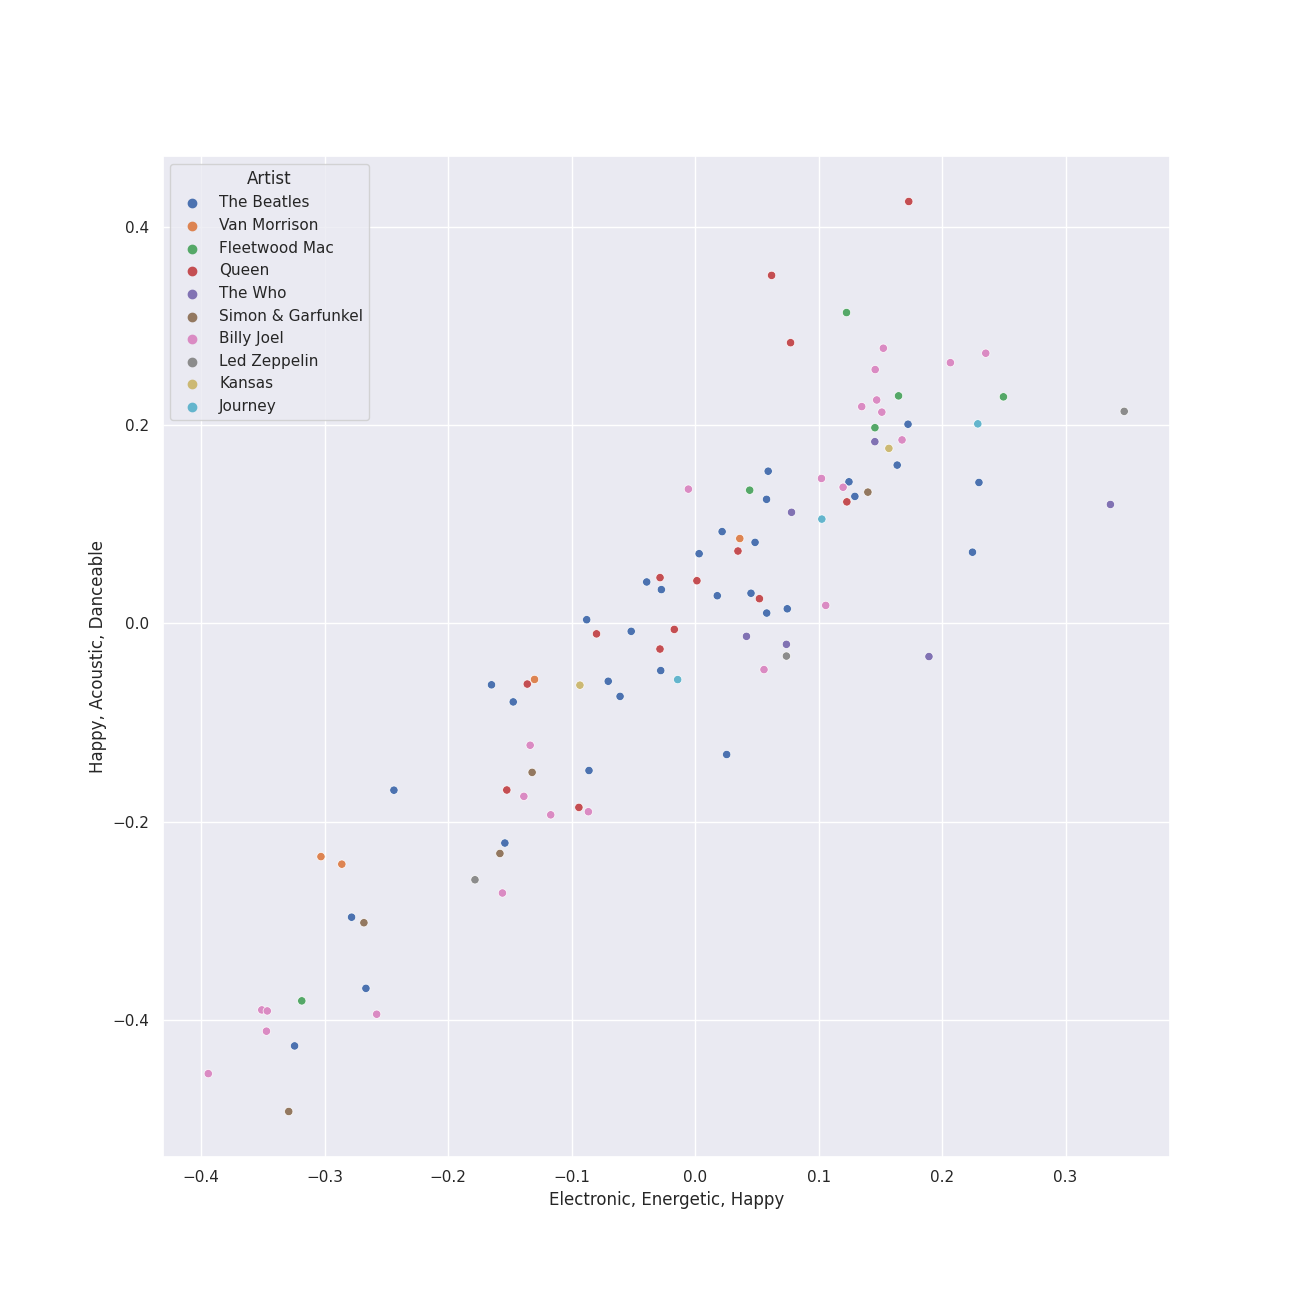 Artist
The Beatles
Van Morrison
Fleetwood Mac
Queen
The Who
Simon & Garfunkel
Billy Joel
Led Zeppelin
Kansas
Journey
0.4
0.2
0.0
−0.2
−0.4
Happy, Acoustic, Danceable
−0.4 −0.3 −0.2 −0.1 0.0 0.1 0.2 0.3
Electronic, Energetic, Happy